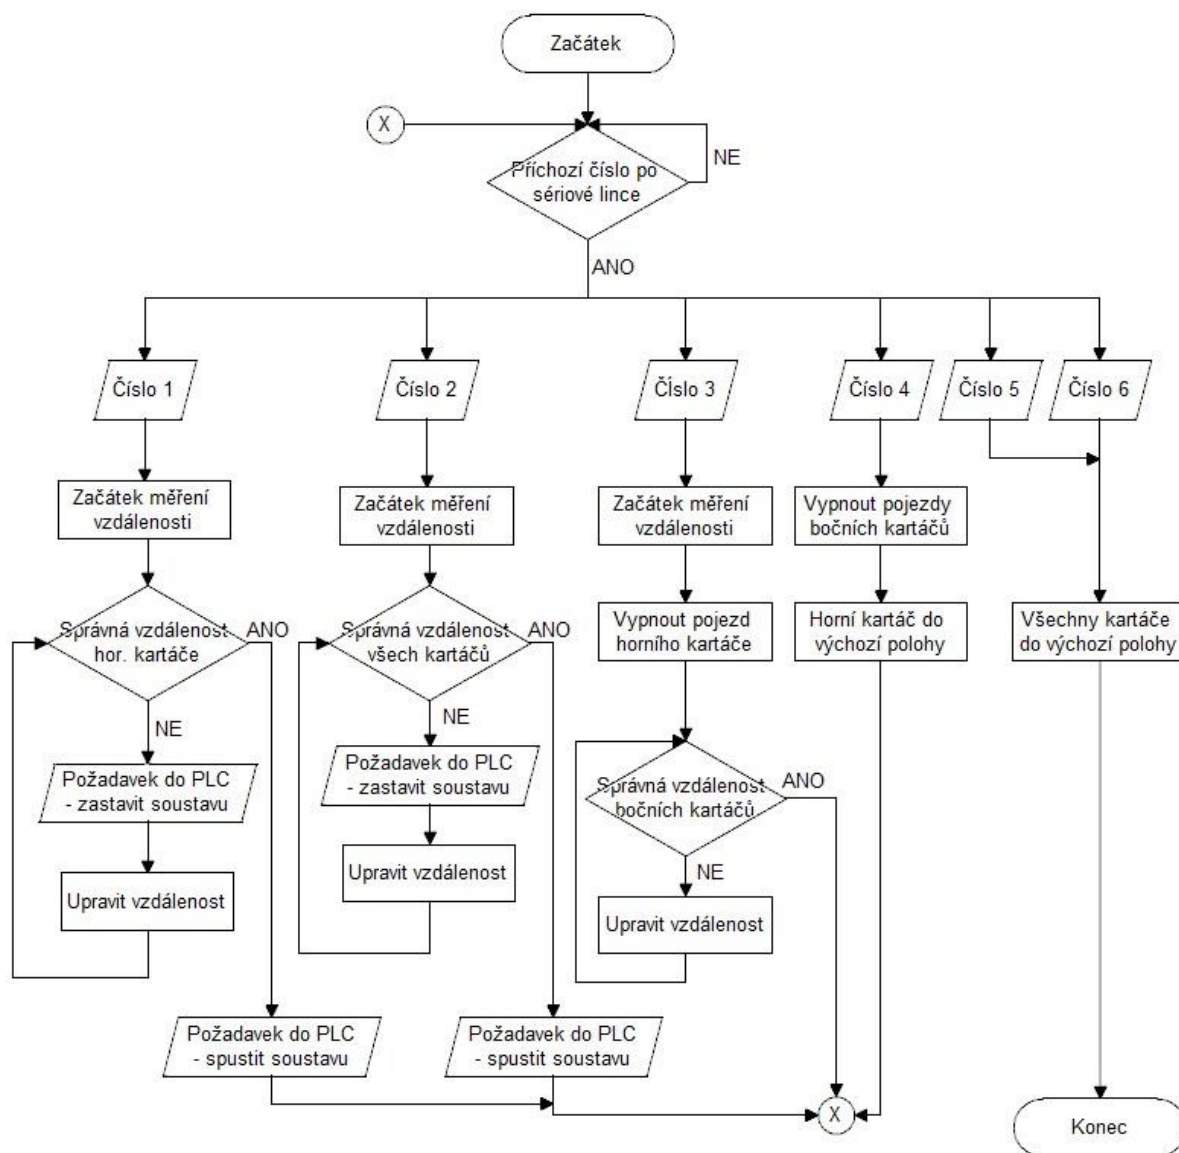 Začátek
X
NE
Příchozí číslo po
sériové lince
ANO
Číslo 1
Číslo 2
Číslo 3
Číslo 4
Číslo 5
Číslo 6
Začátek měření
vzdálenosti
Začátek měření
vzdálenosti
Začátek měření
vzdálenosti
Vypnout pojezdy
bočních kartáčů
Správná vzdálenost
hor. kartáče
ANO
Správná vzdálenost
všech kartáčů
ANO
Vypnout pojezd
horního kartáče
Horní kartáč do
výchozí polohy
Všechny kartáče
do výchozí polohy
NE
NE
Požadavek do PLC
- zastavit soustavu
Požadavek do PLC
- zastavit soustavu
Správná vzdálenost
bočních kartáčů
ANO
Upravit vzdálenost
Upravit vzdálenost
NE
Upravit vzdálenost
Požadavek do PLC
- spustit soustavu
Požadavek do PLC
- spustit soustavu
X
Konec